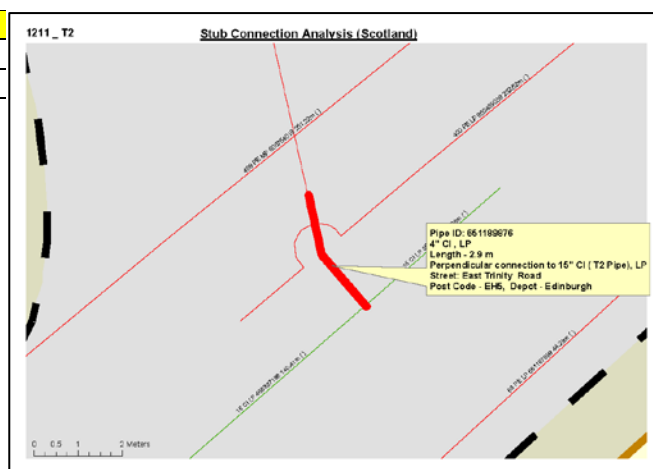 1211 _ T2
Stub Connection Analysis (Scotland)
Pipe ID: 651189876
4" CI , LP
Length - 2.9 m
Perpendicular connection to 15" CI ( T2 Pipe), LP
Street: East Trinity Road
Post Code - EH5, Depot - Edinburgh
0 0.5 1 2 Meters